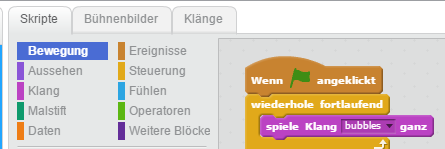 Skripte Bühnenbilder Klänge
Bewegung Ereignisse
Aussehen Steuerung
Klang Fühlen
Malstift Operatoren
Daten Weitere Blöcke
Wenn angeklickt
wiederhole fortlaufend
spiele Klang bubbles ganz